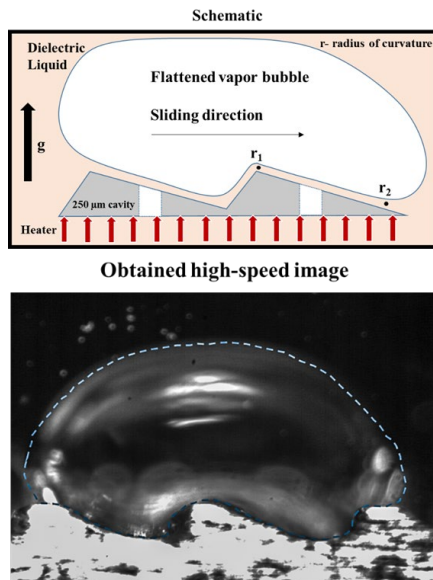 Schematic
Dielectric
Liquid
r- radius of curvature
Flattened vapor bubble
Sliding direction
g
r1
r2
250 μm cavity
Heater
Obtained high-speed image